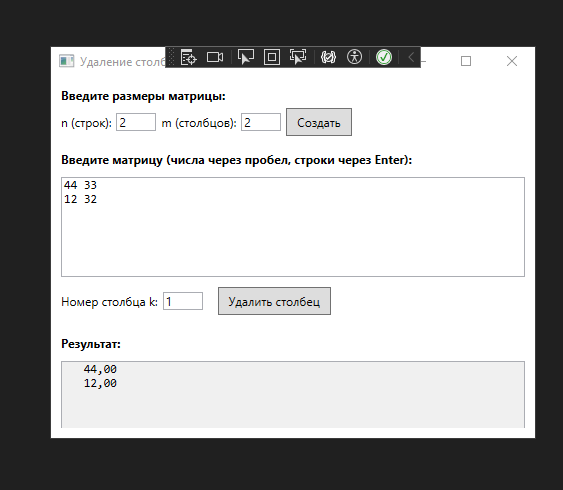 Удаление столб
Введите размеры матрицы:
n (строк): 2 m (столбцов): 2 Создать
Введите матрицу (числа через пробел, строки через Enter):
44 33
12 32
Номер столбца k: 1 Удалить столбец
Результат:
44,00
12,00